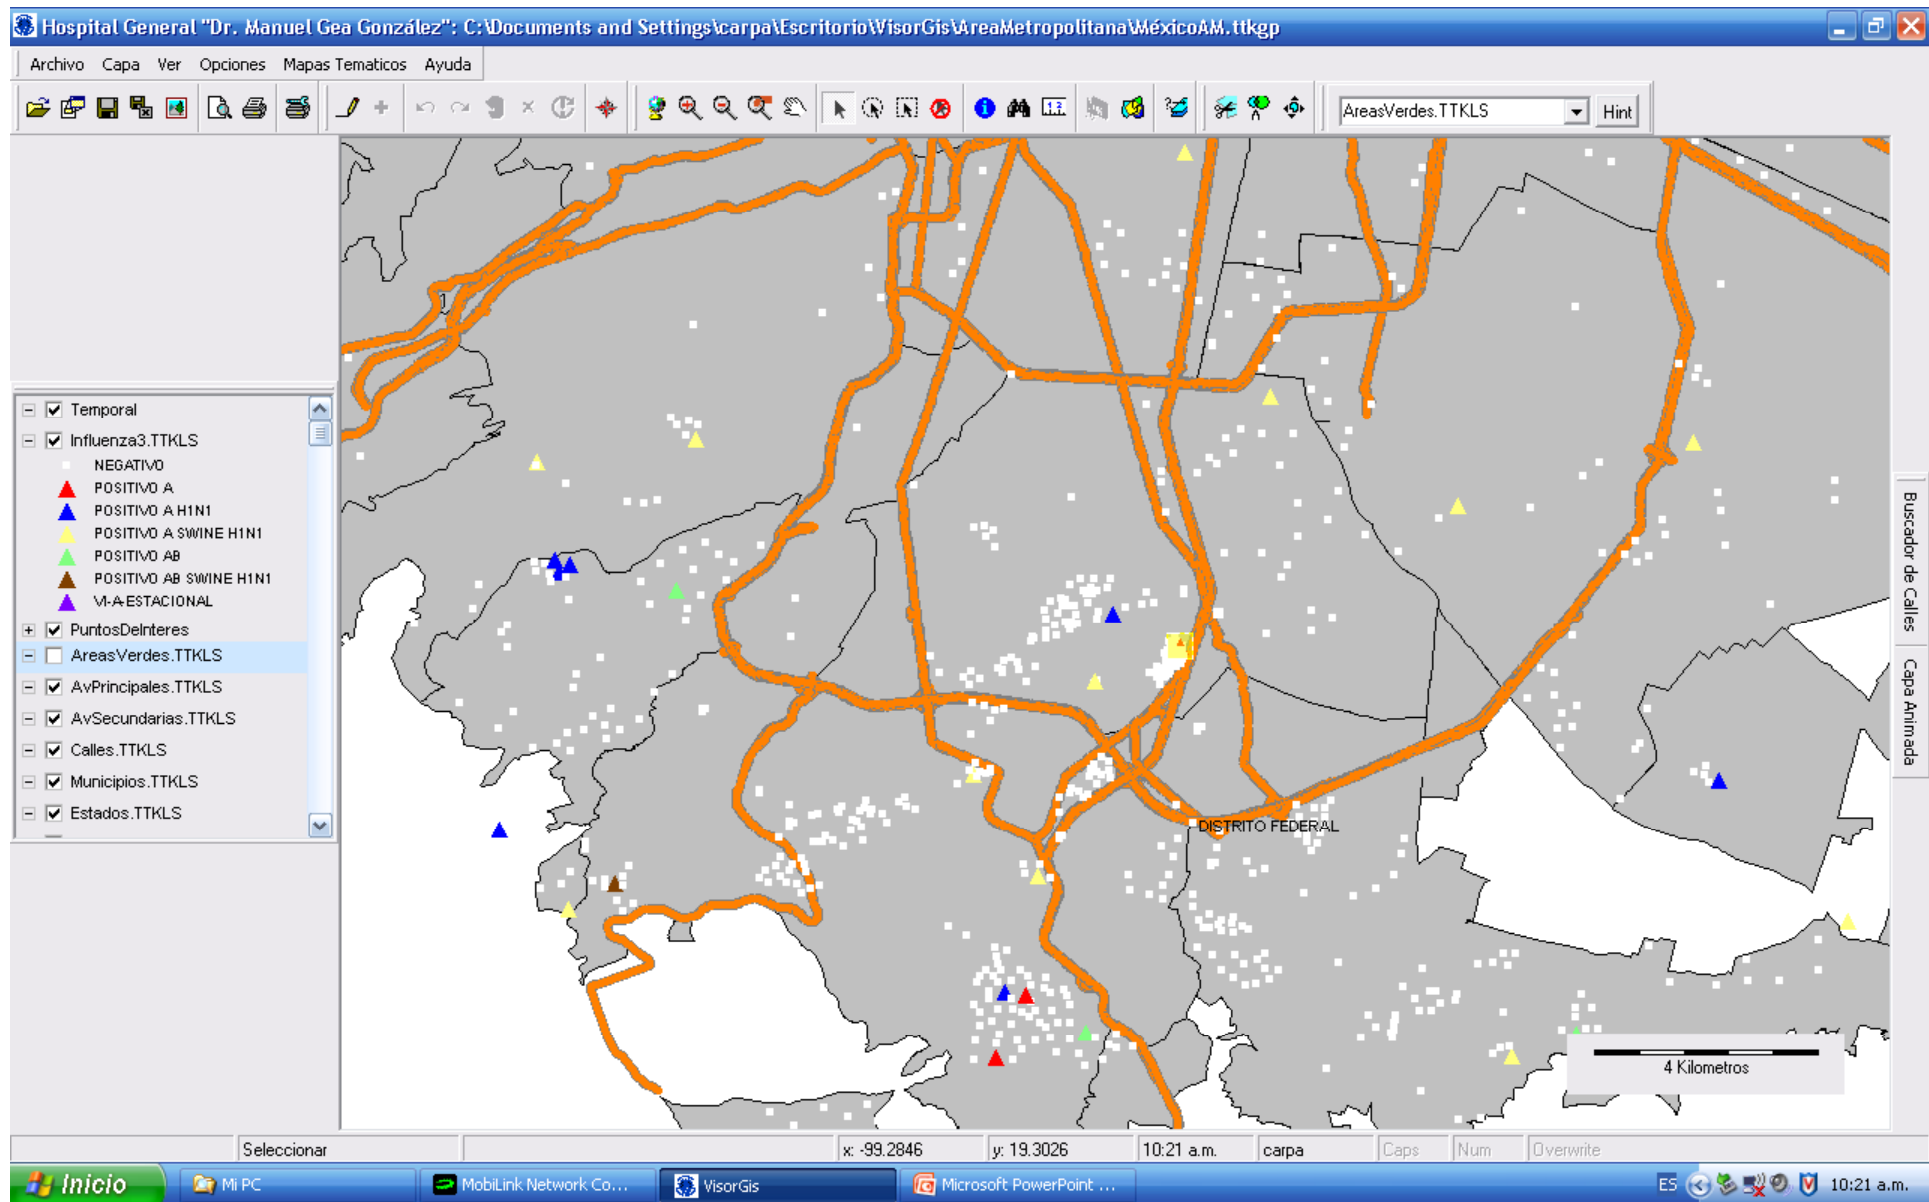 Hospital General "Dr. Manuel Gea González": C:\Documents and Settings\carpa\Escritorio\VisorGis\AreaMetropolitana\MéxicoAM.ttkgp
Archivo Capa Ver Opciones Mapas Tematicos Ayuda
AreasVerdes.TTKLS Hint
Temporal
Influenza3.TTKLS
NEGATIVO
POSITIVO A
POSITIVO A H1N1
POSITIVO A SWINE H1N1
POSITIVO AB
POSITIVO AB SWINE H1N1
VI-A-ESTACIONAL
PuntosDeInteres
AreasVerdes.TTKLS
AvPrincipales.TTKLS
AvSecundarias.TTKLS
Calles.TTKLS
Municipios.TTKLS
Estados.TTKLS
DISTRITO FEDERAL
4 Kilometros
Buscador de Calles
Capa Animada
Seleccionar x: -99.2846 y: 19.3026 10:21 a.m. carpa Caps Num Overwrite
Inicio Mi PC MobiLink Network Co... VisorGis Microsoft PowerPoint ... ES 10:21 a.m.